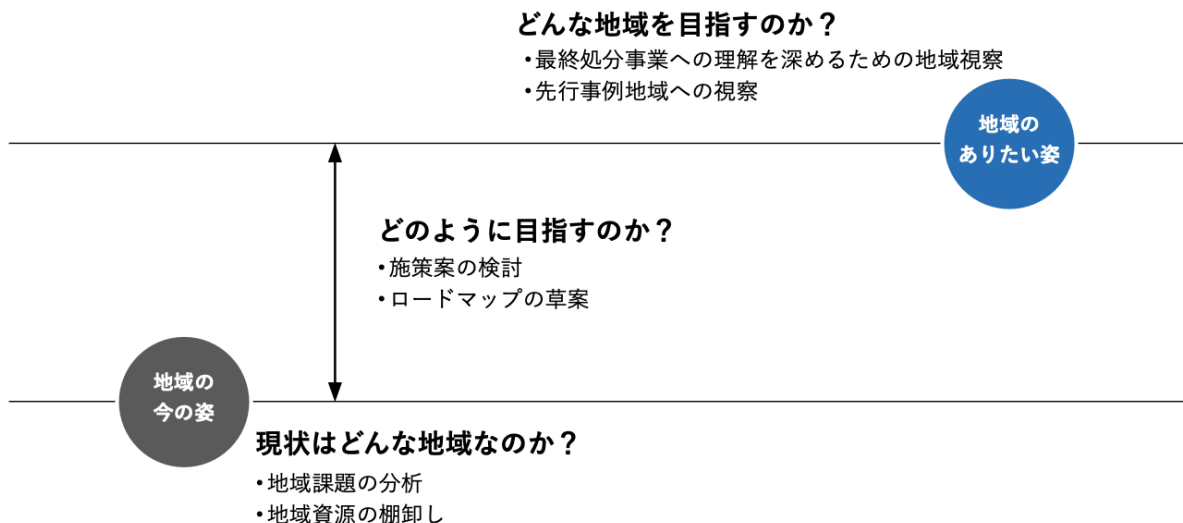 どんな地域を目指すのか？
・最終処分事業への理解を深めるための地域視察
・先行事例地域への視察
地域の
ありたい姿
どのように目指すのか？
・施策案の検討
・ロードマップの草案
地域の
今の姿
現状はどんな地域なのか？
・地域課題の分析
・地域資源の棚卸し